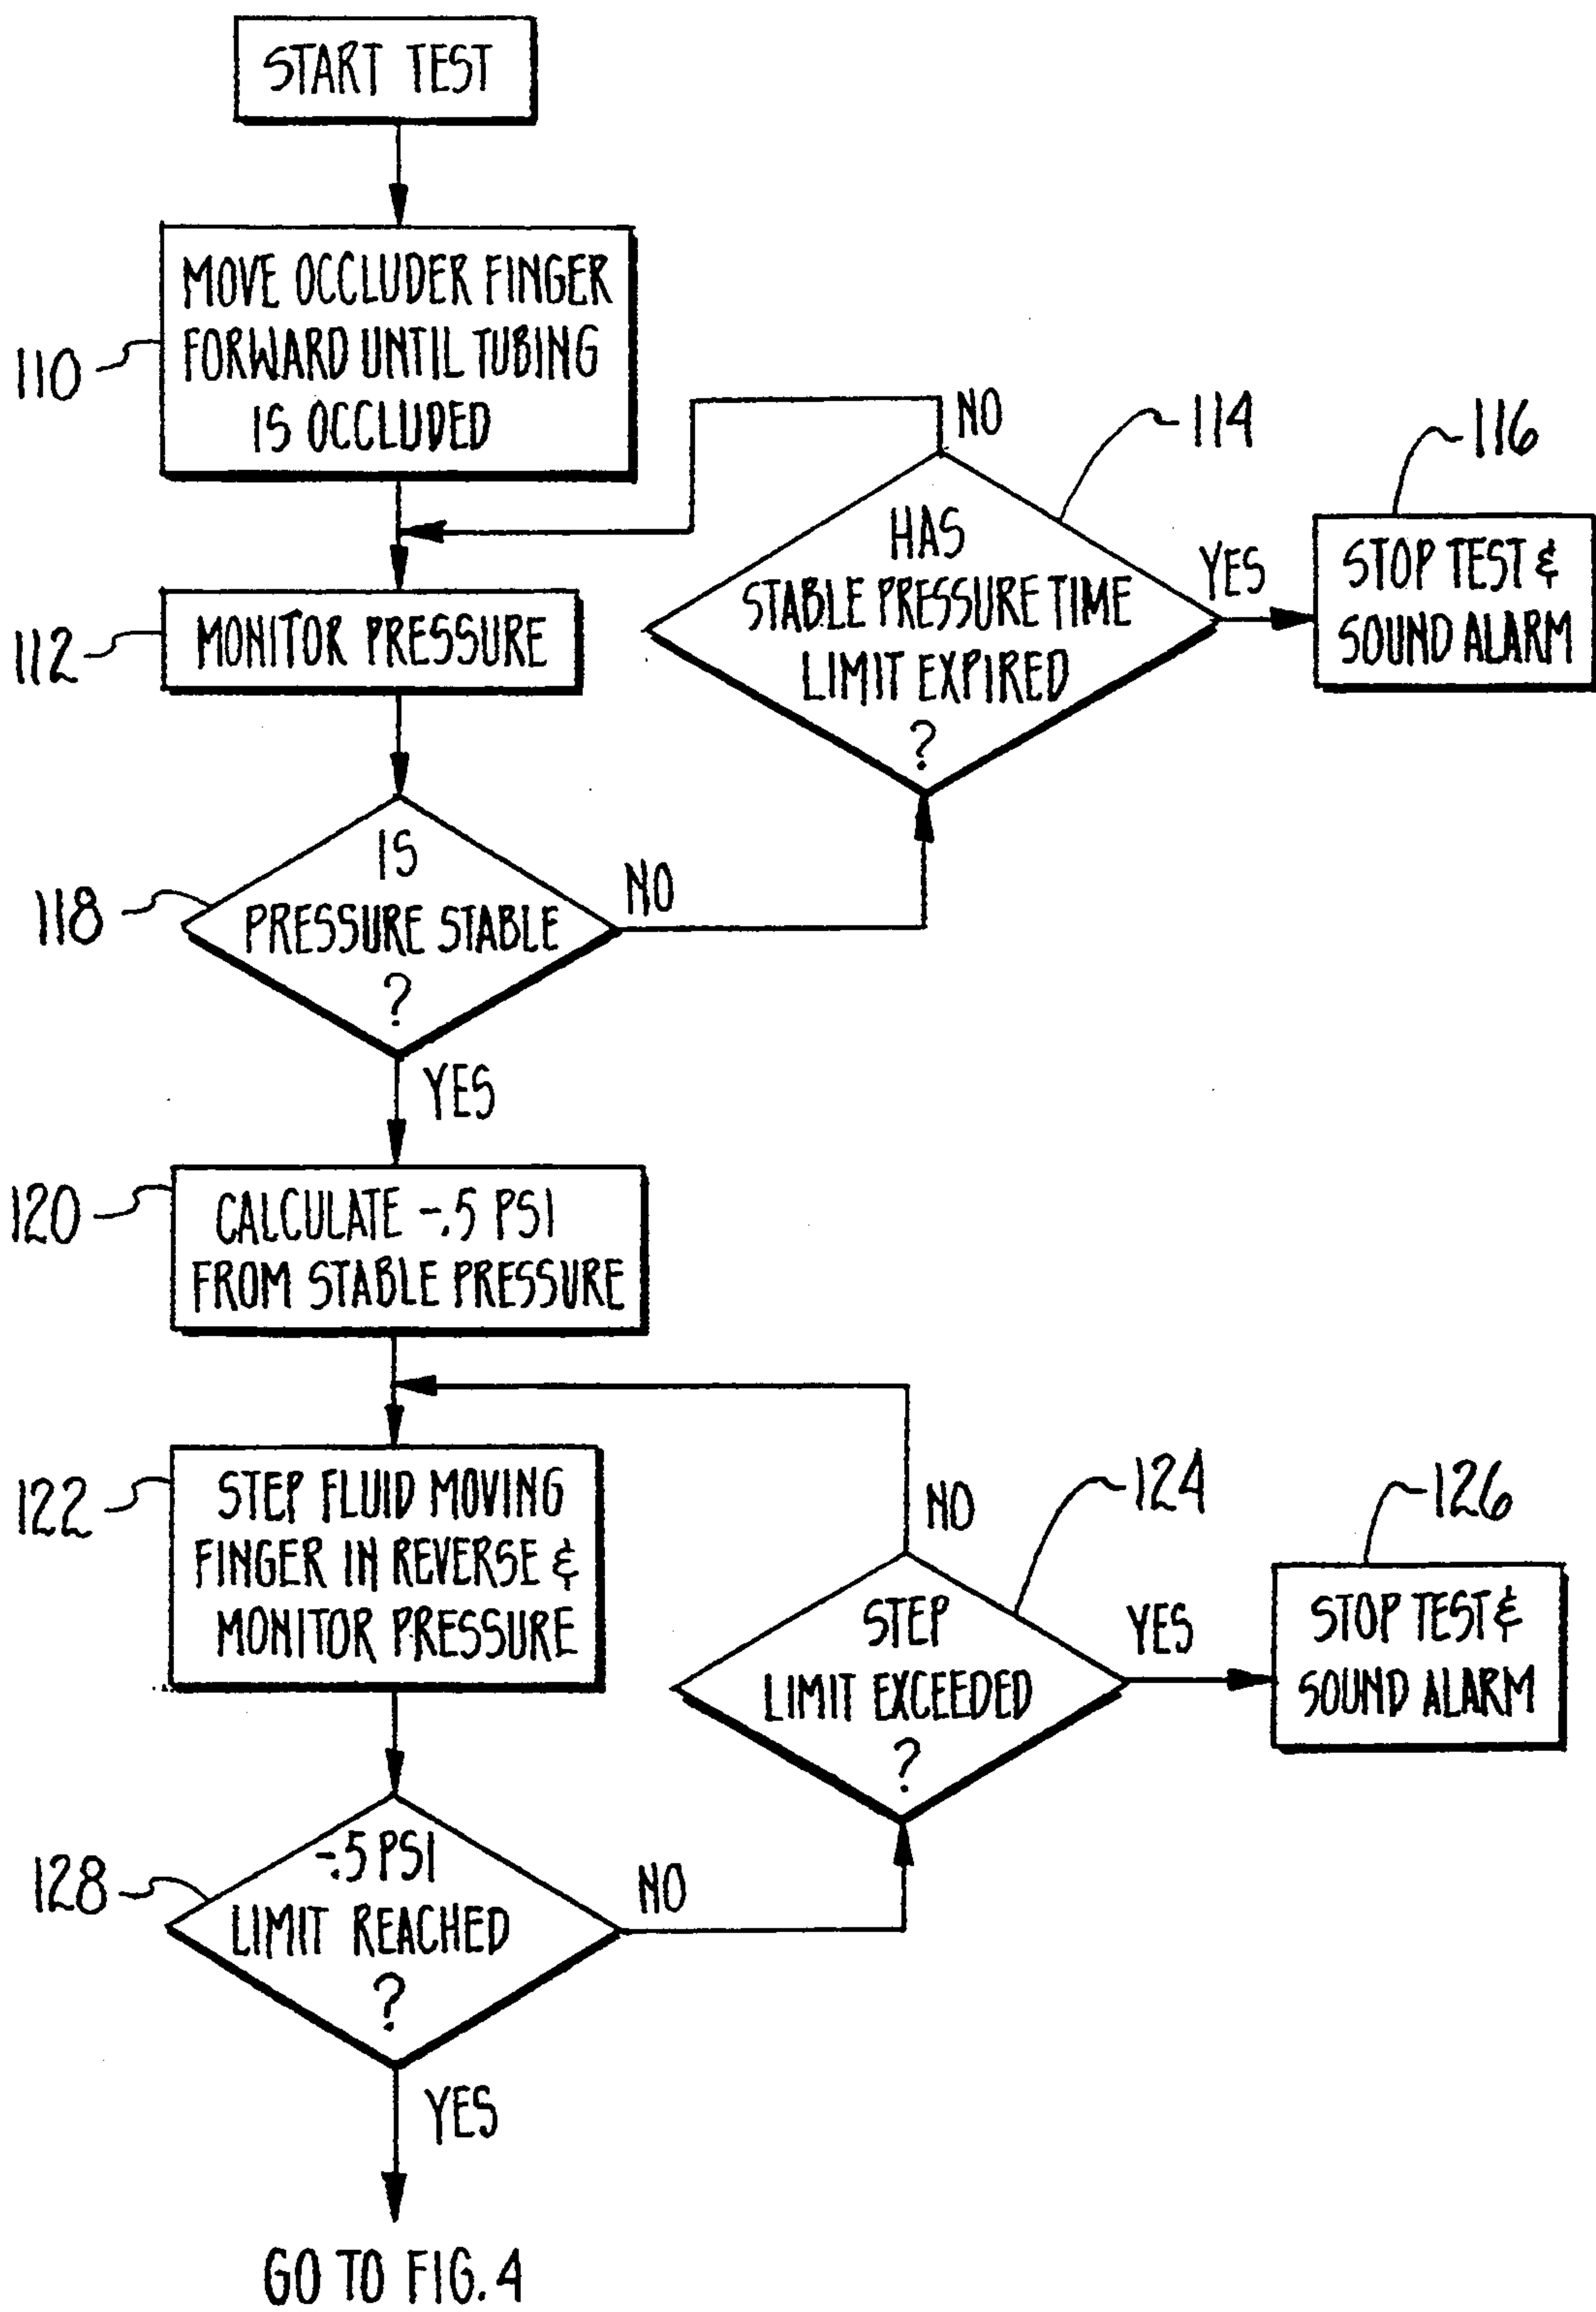 START TEST
MOVE OCCLUDER FINGER
FORWARD UNTIL TUBING
IS OCCLUDED
110
NO
114
116
HAS
STABLE PRESSURE TIME
LIMIT EXPIRED
?
YES
STOP TEST &
SOUND ALARM
112
MONITOR PRESSURE
118
IS
PRESSURE STABLE
?
NO
YES
120
CALCULATE -.5 PSI
FROM STABLE PRESSURE
122
STEP FLUID MOVING
FINGER IN REVERSE &
MONITOR PRESSURE
NO
124
126
STEP
LIMIT EXCEEDED
?
YES
STOP TEST &
SOUND ALARM
128
-.5 PSI
LIMIT REACHED
?
NO
YES
GO TO FIG. 4